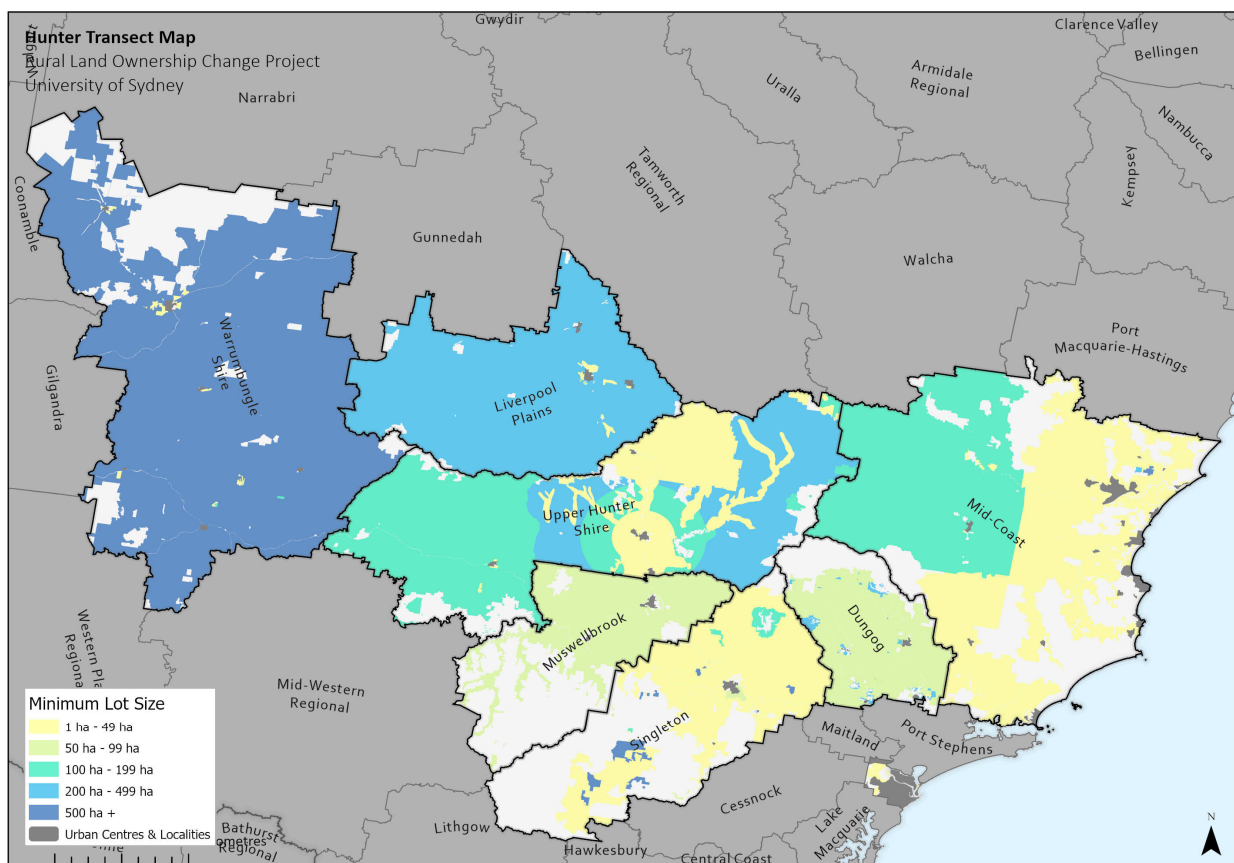 Hunter Transect Map
Rural Land Ownership Change Project
University of Sydney
Gwydir
Clarence Valley
Bellingen
Armidale
Regional
Uralla
Narrabri
Nambucca
Kempsey
Tamworth
Regional
Coonamble
Gunnedah
Walcha
Port
Macquarie-Hastings
Gilgandra
Warrumbungle
Shire
Liverpool
Plains
Upper Hunter
Shire
Mid-Coast
Dungog
Muswellbrook
Western
Regional
Mid-Western
Regional
Singleton
Maitland
Port Stephens
Cessnock
Lake
Macquarie
Lithgow
Bathurst
Regional
Hawkesbury
Central Coast
Minimum Lot Size
1 ha - 49 ha
50 ha - 99 ha
100 ha - 199 ha
200 ha - 499 ha
500 ha +
Urban Centres & Localities
N